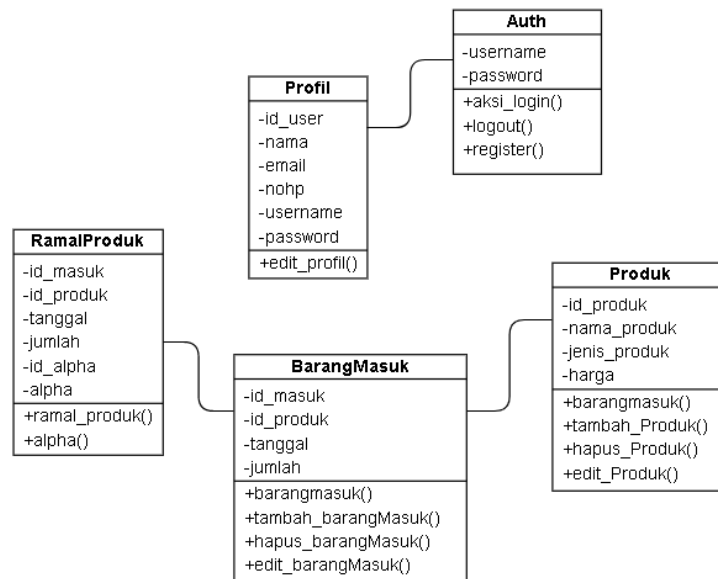 Auth
-username
-password
+aksi_login()
+logout()
+register()
Profil
-id_user
-nama
-email
-nohp
-username
-password
+edit_profil()
RamalProduk
-id_masuk
-id_produk
-tanggal
-jumlah
-id_alpha
-alpha
+ramal_produk()
+alpha()
BarangMasuk
-id_masuk
-id_produk
-tanggal
-jumlah
+barangmasuk()
+tambah_barangMasuk()
+hapus_barangMasuk()
+edit_barangMasuk()
Produk
-id_produk
-nama_produk
-jenis_produk
-harga
+barangmasuk()
+tambah_Produk()
+hapus_Produk()
+edit_Produk()